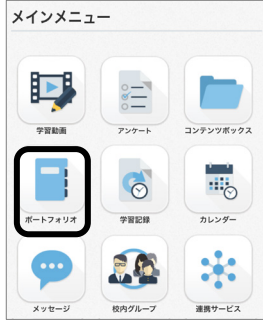 メインメニュー
学習動画
アンケート
コンテンツボックス
ポートフォリオ
学習記録
カレンダー
メッセージ
校内グループ
連携サービス